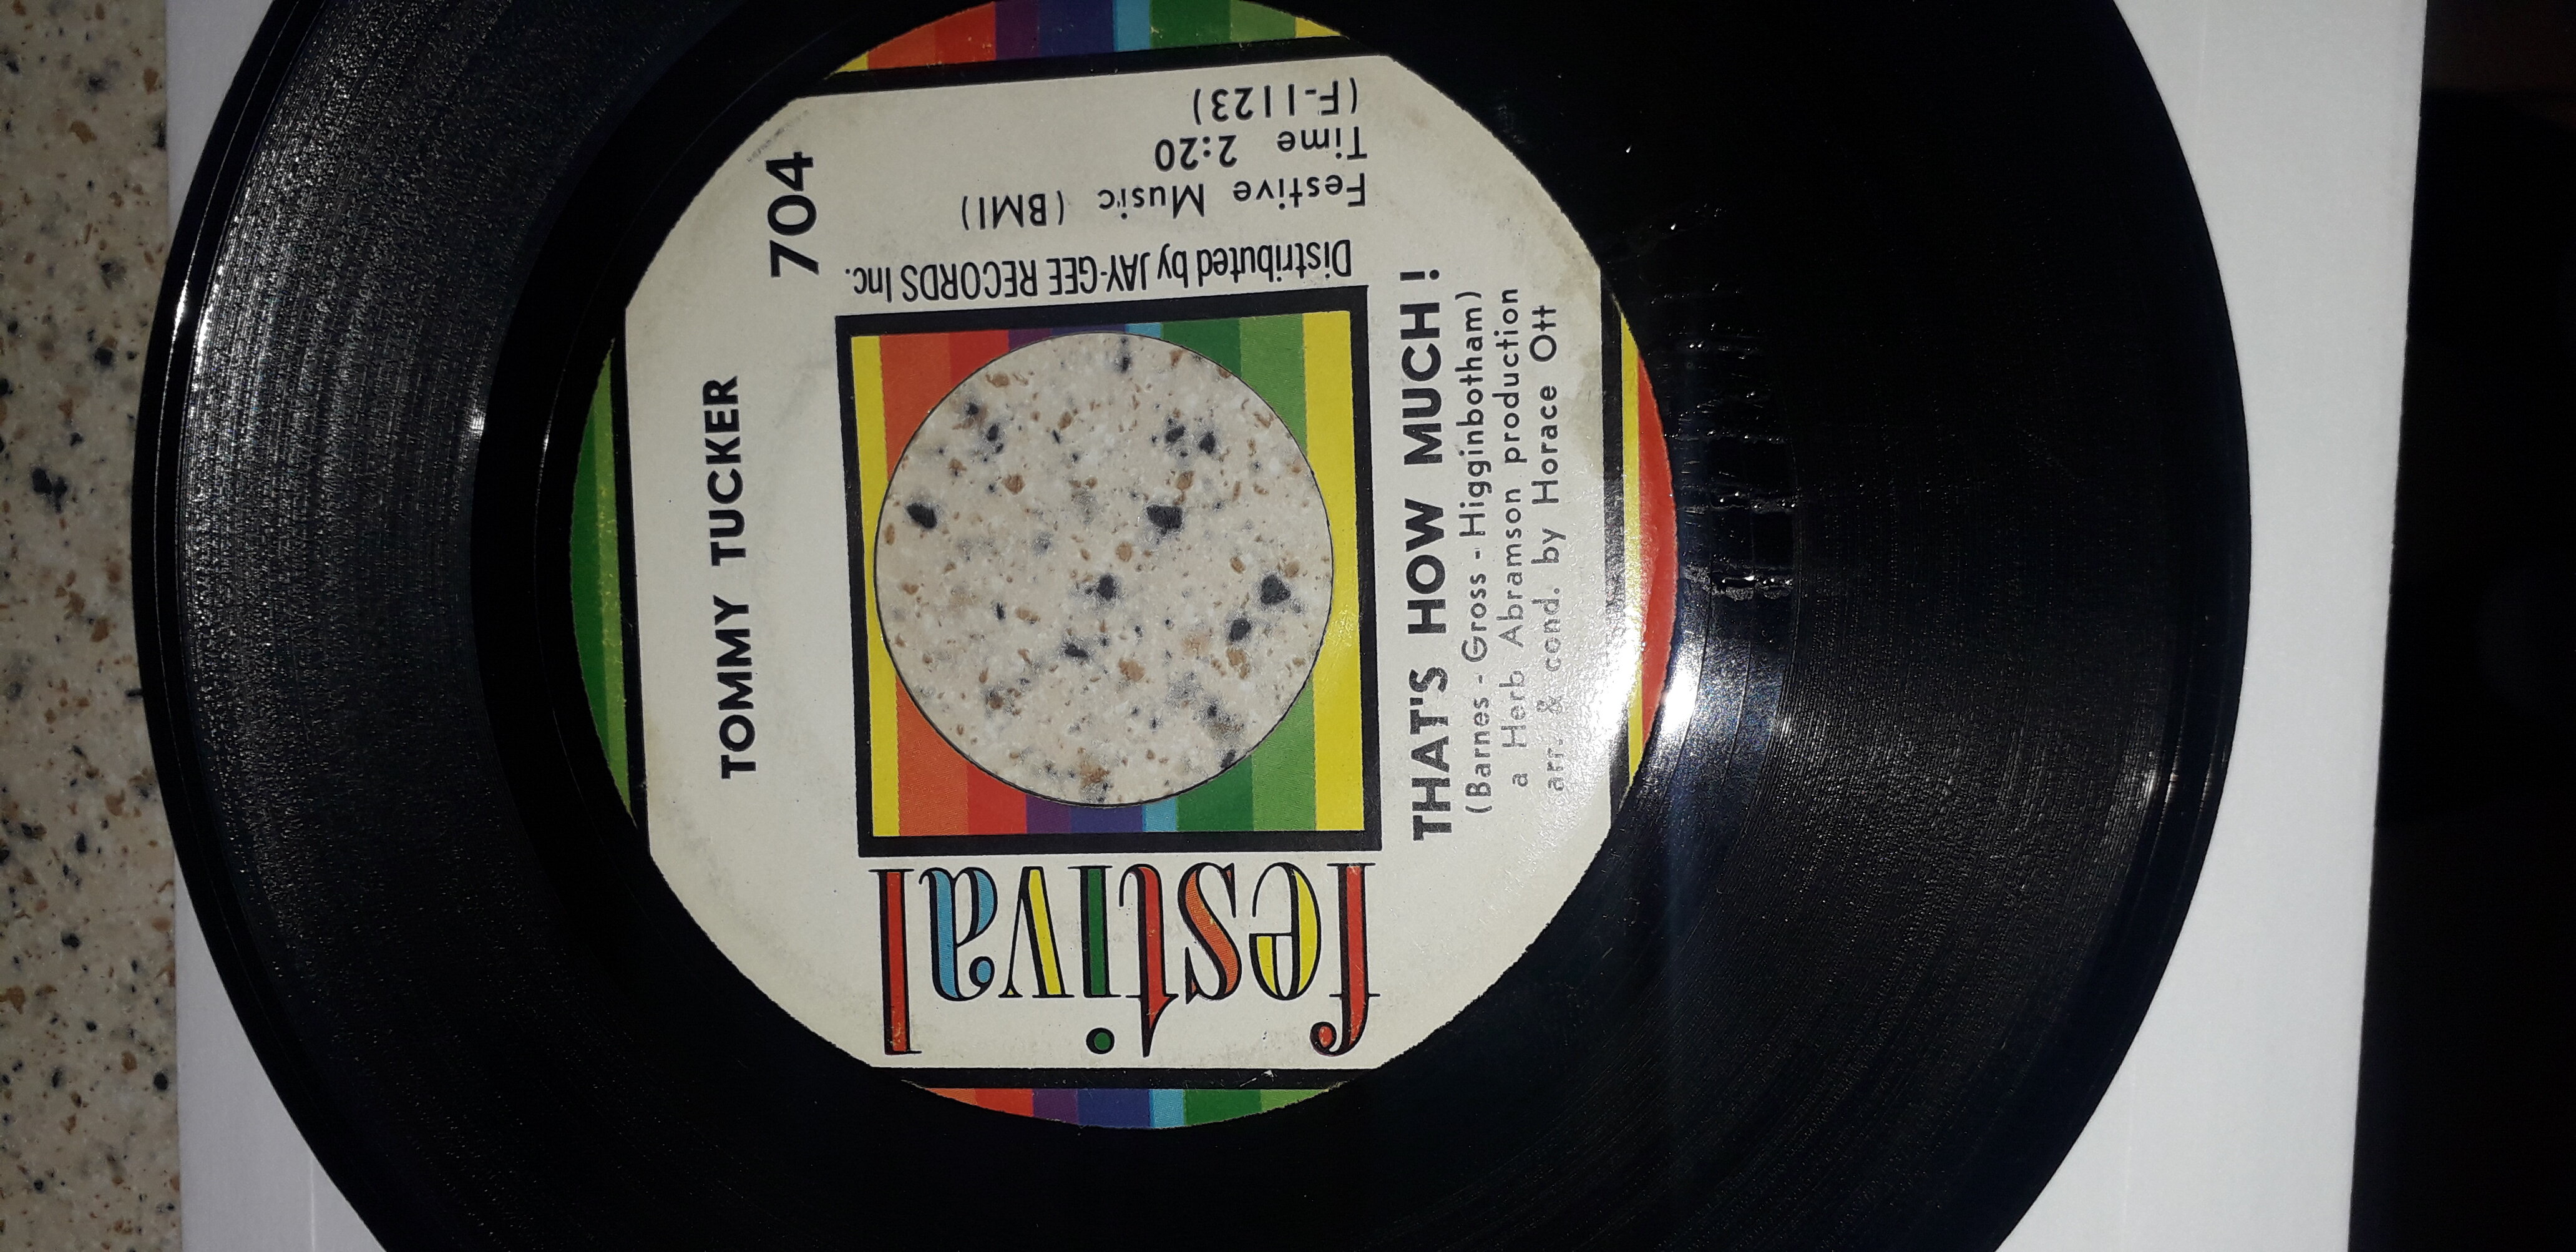 TOMMY TUCKER
704
festival
Distributed by JAY-GEE RECORDS Inc.
Festive Music (BMI)
Time 2:20
(F-1123)
THAT'S HOW MUCH!
(Barnes - Gross - Higginbotham)
a Herb Abramson production
arr. & cond. by Horace Ott